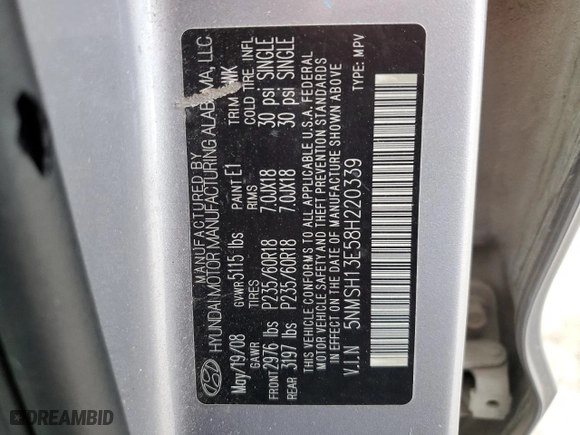 MANUFACTURED BY
HYUNDAI MOTOR MANUFACTURING ALABAMA, LLC
May/19/08 GVWR 5115 lbs PAINT E1 TRIM
GAWR TIRES RIMS COLD TIRE INFL
FRONT 2976 lbs P235/60R18 7.0JX18 30 psi SINGLE
REAR 3197 lbs P235/60R18 7.0JX18 30 psi SINGLE
THIS VEHICLE CONFORMS TO ALL APPLICABLE U.S.A. FEDERAL
MOTOR VEHICLE SAFETY AND THEFT PREVENTION STANDARDS
IN EFFECT ON THE DATE OF MANUFACTURE SHOWN ABOVE
V.I.N 5NMSH13E58H220339 TYPE: MPV
DREAMBID